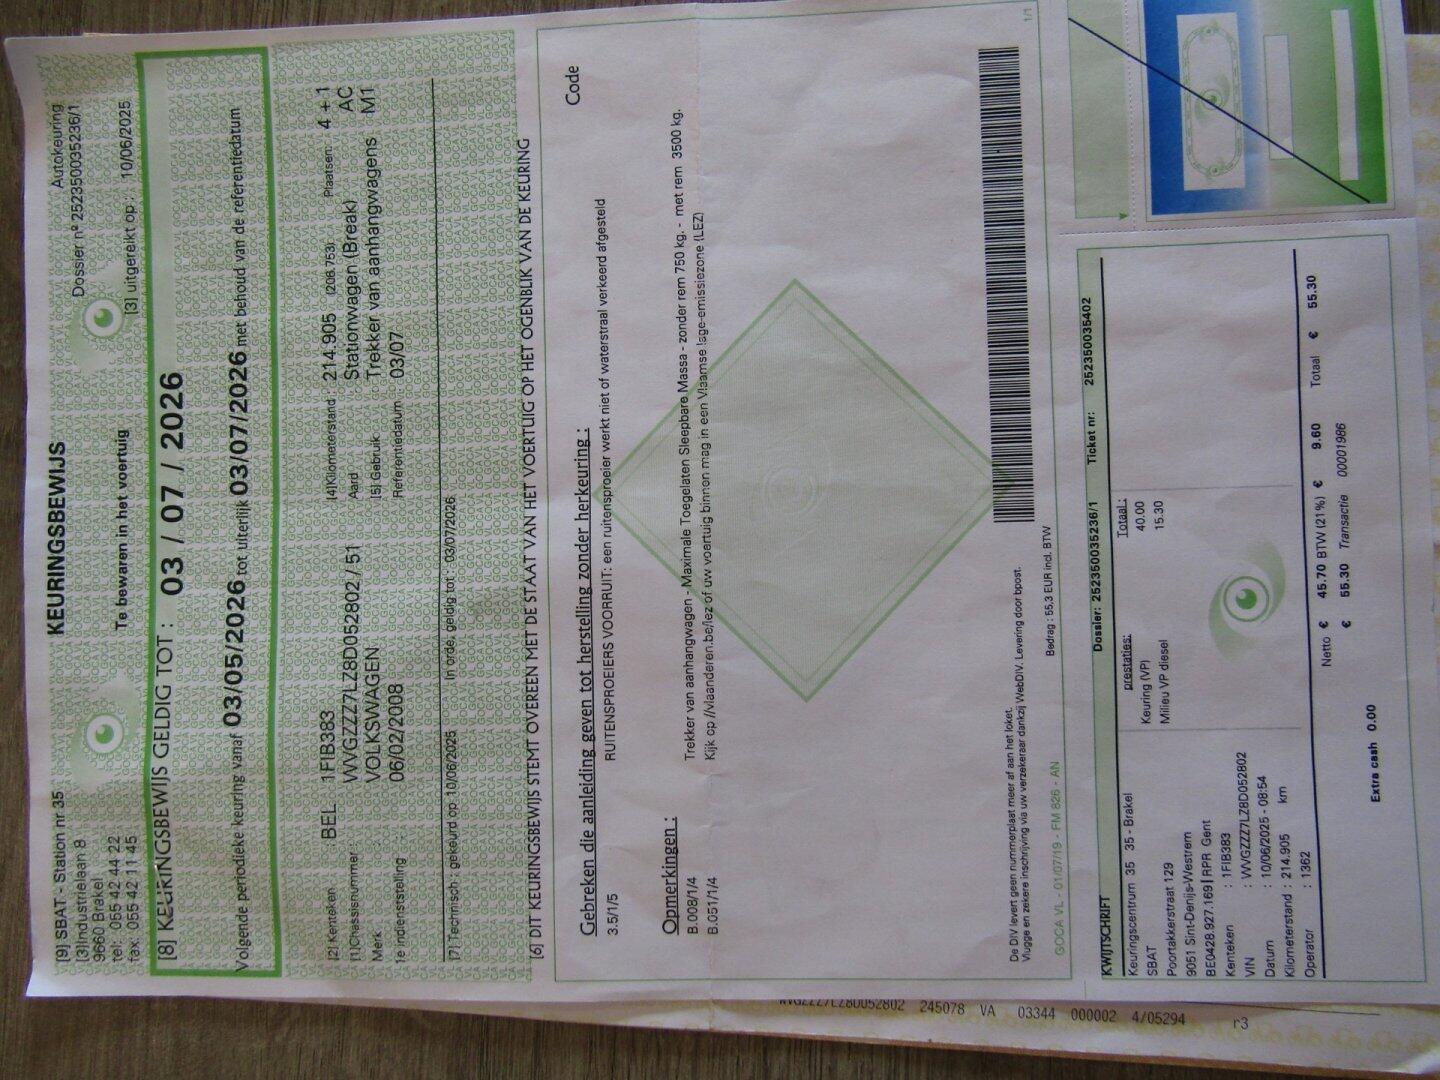 [9] SBAT - Station nr 35
[3]Industrielaan 8
9660 Brakel
tel: 055 42 44 22
fax: 055 42 11 45
KEURINGSBEWIJS
Te bewaren in het voertuig
Autokeuring
Dossier nº 252350035236/1
[3] uitgereikt op : 10/06/2025
[8] KEURINGSBEWIJS GELDIG TOT : 03 / 07 / 2026
Volgende periodieke keuring vanaf 03/05/2026 tot uiterlijk 03/07/2026 met behoud van de referentiedatum
[2] Kenteken : BEL 1FIB383
[4]Kilometerstand : 214.905 (206.753) Plaatsen: 4 + 1
[1]Chassisnummer : WVGZZZ7LZ8D052802 / 51
Aard Stationwagen (Break) AC
Merk : VOLKSWAGEN
[5] Gebruik Trekker van aanhangwagens M1
1e indienststelling : 06/02/2008
Referentiedatum 03/07
[7] Technisch : gekeurd op 10/06/2025 In orde, geldig tot : 03/07/2026
[6] DIT KEURINGSBEWIJS STEMT OVEREEN MET DE STAAT VAN HET VOERTUIG OP HET OGENBLIK VAN DE KEURING
Gebreken die aanleiding geven tot herstelling zonder herkeuring :
Code
3.5/1/5 RUITENSPROEIERS VOORRUIT: een ruitensproeier werkt niet of waterstraal verkeerd afgesteld
Opmerkingen :
B.008/1/4 Trekker van aanhangwagen - Maximale Toegelaten Sleepbare Massa - zonder rem 750 kg. - met rem 3500 kg.
B.051/1/4 Kijk op //vlaanderen.be/lez of uw voertuig binnen mag in een Vlaamse lage-emissiezone (LEZ)
De DIV levert geen nummerplaat meer af aan het loket.
Vlugge en zekere inschrijving via uw verzekeraar dankzij WebDIV. Levering door bpost.
Bedrag : 55,3 EUR incl. BTW
GOCA VL - 01/07/19 - FM 826 - AN
1/1
KWIJTSCHRIFT
Dossier: 252350035236/1
Ticket nr: 252350035402
Keuringscentrum 35 35 - Brakel
SBAT
Poortakkerstraat 129
9051 Sint-Denijs-Westrem
BE0428.927.169|RPR Gent
Kenteken : 1FIB383
VIN : WVGZZZ7LZ8D052802
Datum : 10/06/2025 - 08:54
Kilometerstand : 214.905 km
Operator : 1362
prestaties: Totaal :
Keuring (VP) 40.00
Milieu VP diesel 15.30
Netto € 45.70 BTW (21%) € 9.60 Totaal € 55.30
€ 55.30 Transactie 00001986
Extra cash 0.00
WVGZZZ7LZ8D052802 245078 VA 03344 000002 4/05294
r3